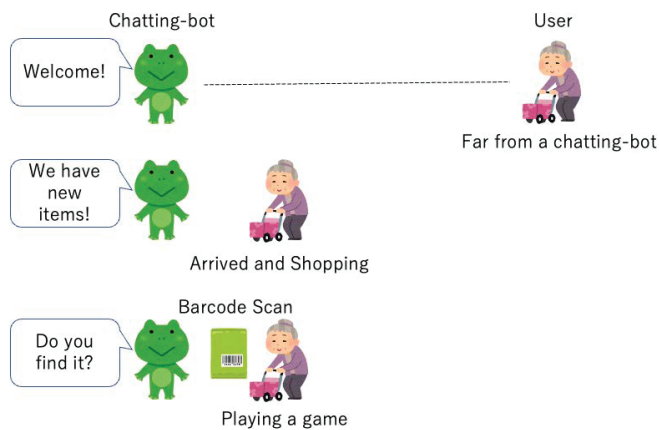 Chatting-bot
User
Welcome!
Far from a chatting-bot
We have
new
items!
Arrived and Shopping
Barcode Scan
Do you
find it?
Playing a game